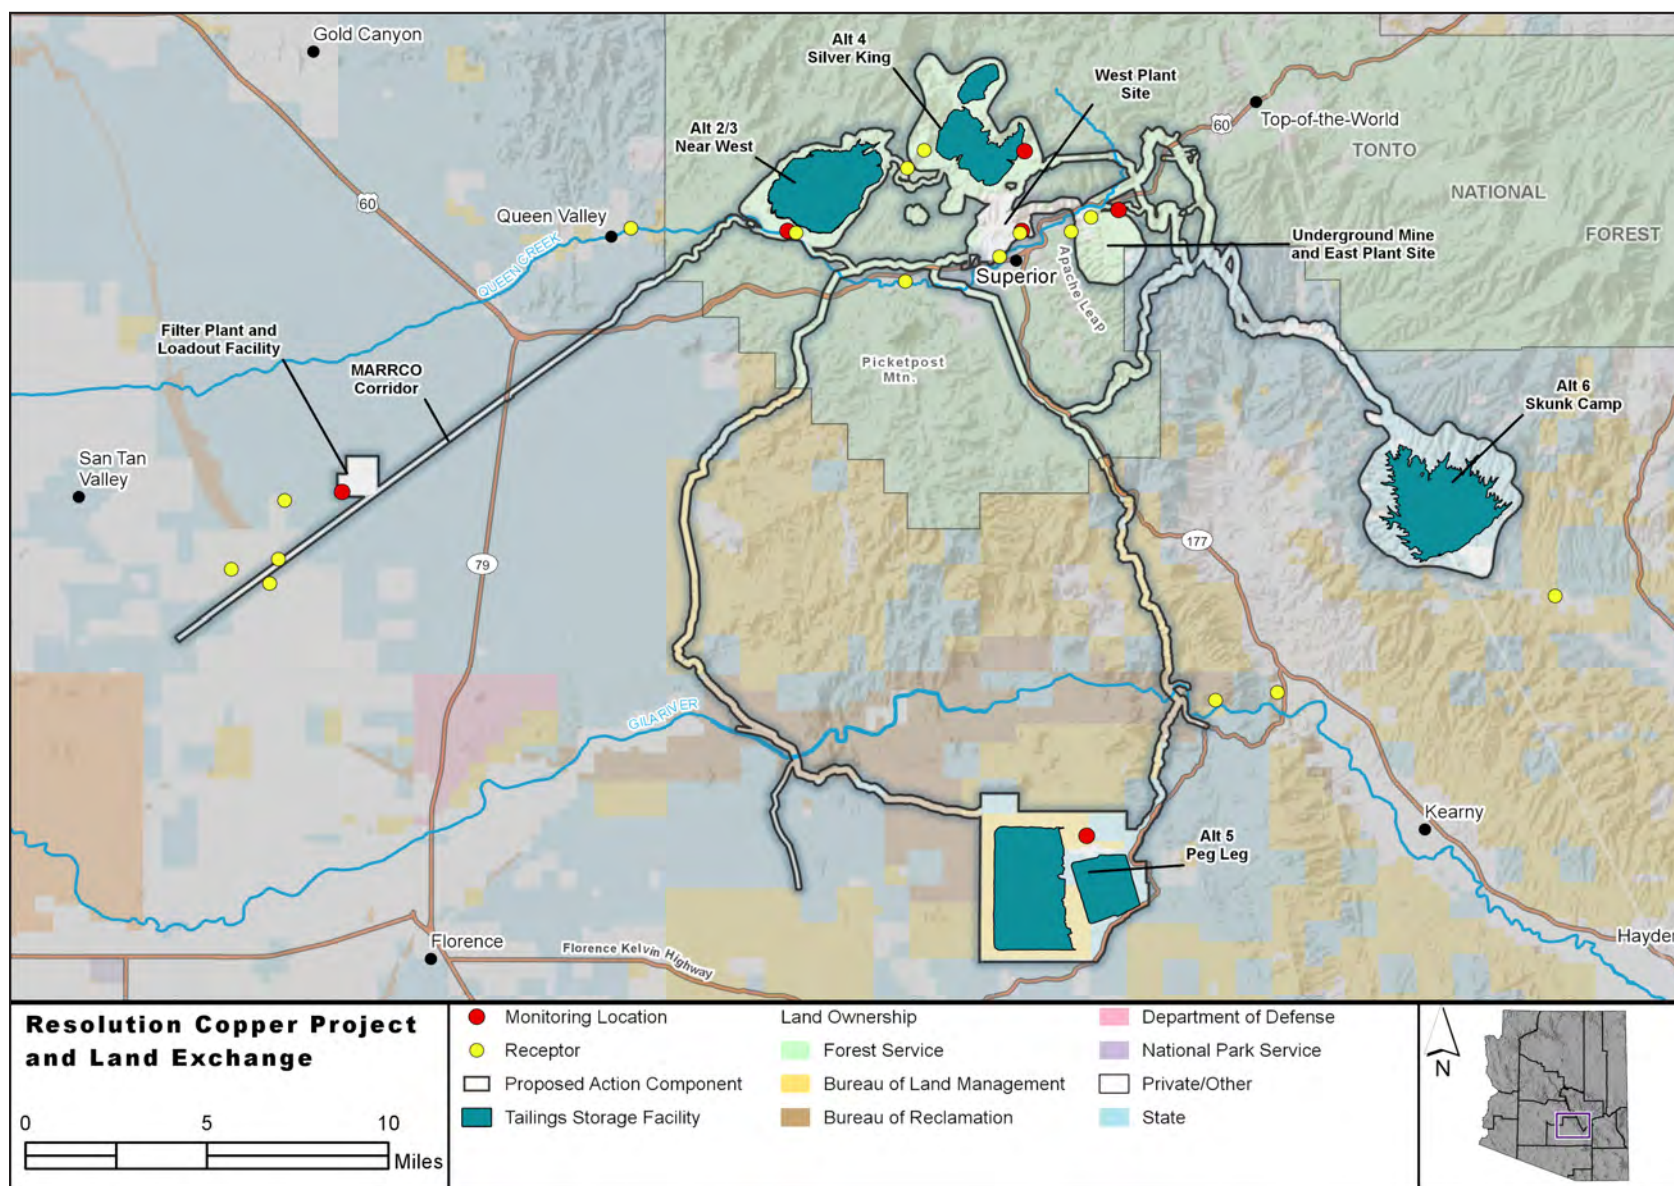 Gold Canyon
Alt 4
Silver King
West Plant
Site
60
Top-of-the-World
TONTO
NATIONAL
FOREST
Alt 2/3
Near West
60
Queen Valley
QUEEN CREEK
Underground Mine
and East Plant Site
Superior
Apache Leap
Filter Plant and
Loadout Facility
MARRCO
Corridor
Picketpost
Mtn.
Alt 6
Skunk Camp
San Tan
Valley
79
177
GILA RIVER
Kearny
Alt 5
Peg Leg
Hayden
Florence
Florence Kelvin Highway
Resolution Copper Project
and Land Exchange
0 5 10
Miles
Monitoring Location
Receptor
Proposed Action Component
Tailings Storage Facility
Land Ownership
Forest Service
Bureau of Land Management
Bureau of Reclamation
Department of Defense
National Park Service
Private/Other
State
N